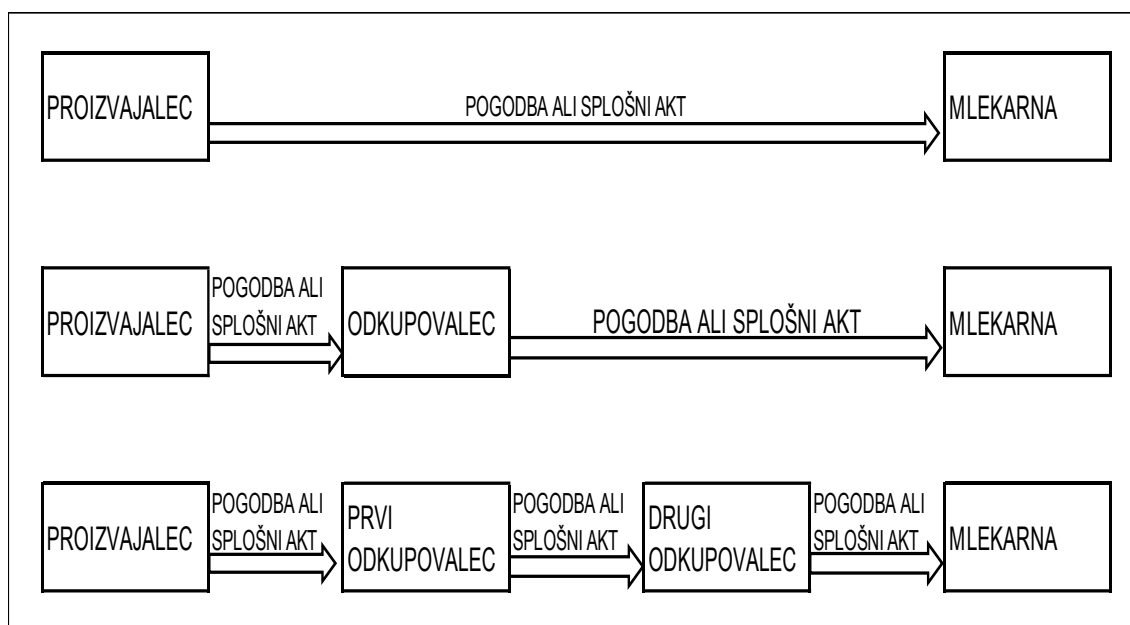 PROIZVAJALEC
POGODBA ALI SPLOŠNI AKT
MLEKARNA
PROIZVAJALEC
POGODBA ALI
SPLOŠNI AKT
ODKUPOVALEC
POGODBA ALI SPLOŠNI AKT
MLEKARNA
PROIZVAJALEC
POGODBA ALI
SPLOŠNI AKT
PRVI
ODKUPOVALEC
POGODBA ALI
SPLOŠNI AKT
DRUGI
ODKUPOVALEC
POGODBA ALI
SPLOŠNI AKT
MLEKARNA